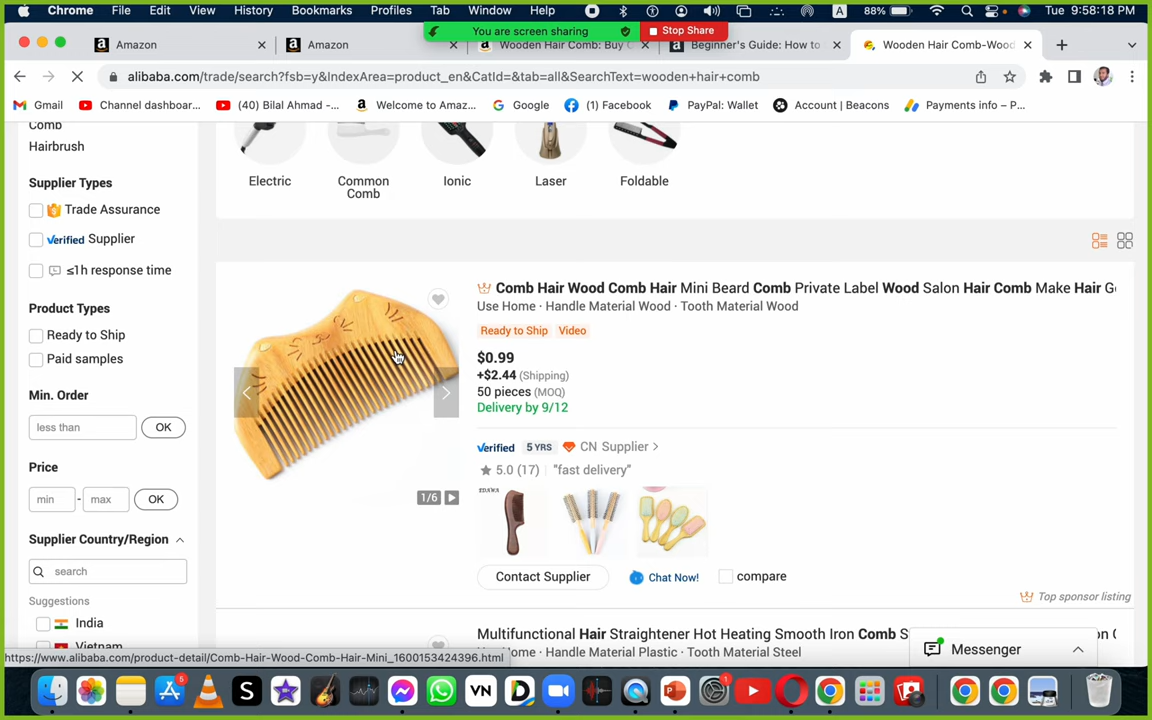 Chrome File Edit View History Bookmarks Profiles Tab Window Help A 88% Tue 9:58:18 PM
You are screen sharing Stop Share
Amazon Amazon Wooden Hair Comb: Buy Beginner's Guide: How to Wooden Hair Comb-Wood
alibaba.com/trade/search?fsb=y&IndexArea=product_en&CatId=&tab=all&SearchText=wooden+hair+comb
Gmail Channel dashboar... (40) Bilal Ahmad -... Welcome to Amaz... Google (1) Facebook PayPal: Wallet Account | Beacons Payments info – P...
Comb
Hairbrush
Electric Common Comb Ionic Laser Foldable
Supplier Types
Trade Assurance
Verified Supplier
≤1h response time
Product Types
Ready to Ship
Paid samples
Min. Order
less than OK
Price
min - max OK
Supplier Country/Region
search
Suggestions
India
Vietnam
Comb Hair Wood Comb Hair Mini Beard Comb Private Label Wood Salon Hair Comb Make Hair
Use Home · Handle Material Wood · Tooth Material Wood
Ready to Ship Video
$0.99
+$2.44 (Shipping)
50 pieces (MOQ)
Delivery by 9/12
Verified 5 YRS CN Supplier >
5.0 (17) "fast delivery"
1/6
Contact Supplier Chat Now! compare
Top sponsor listing
Multifunctional Hair Straightener Hot Heating Smooth Iron Comb
Home · Handle Material Plastic · Tooth Material Steel
Messenger
https://www.alibaba.com/product-detail/Comb-Hair-Wood-Comb-Hair-Mini_1600153424396.html
5 S VN D 1